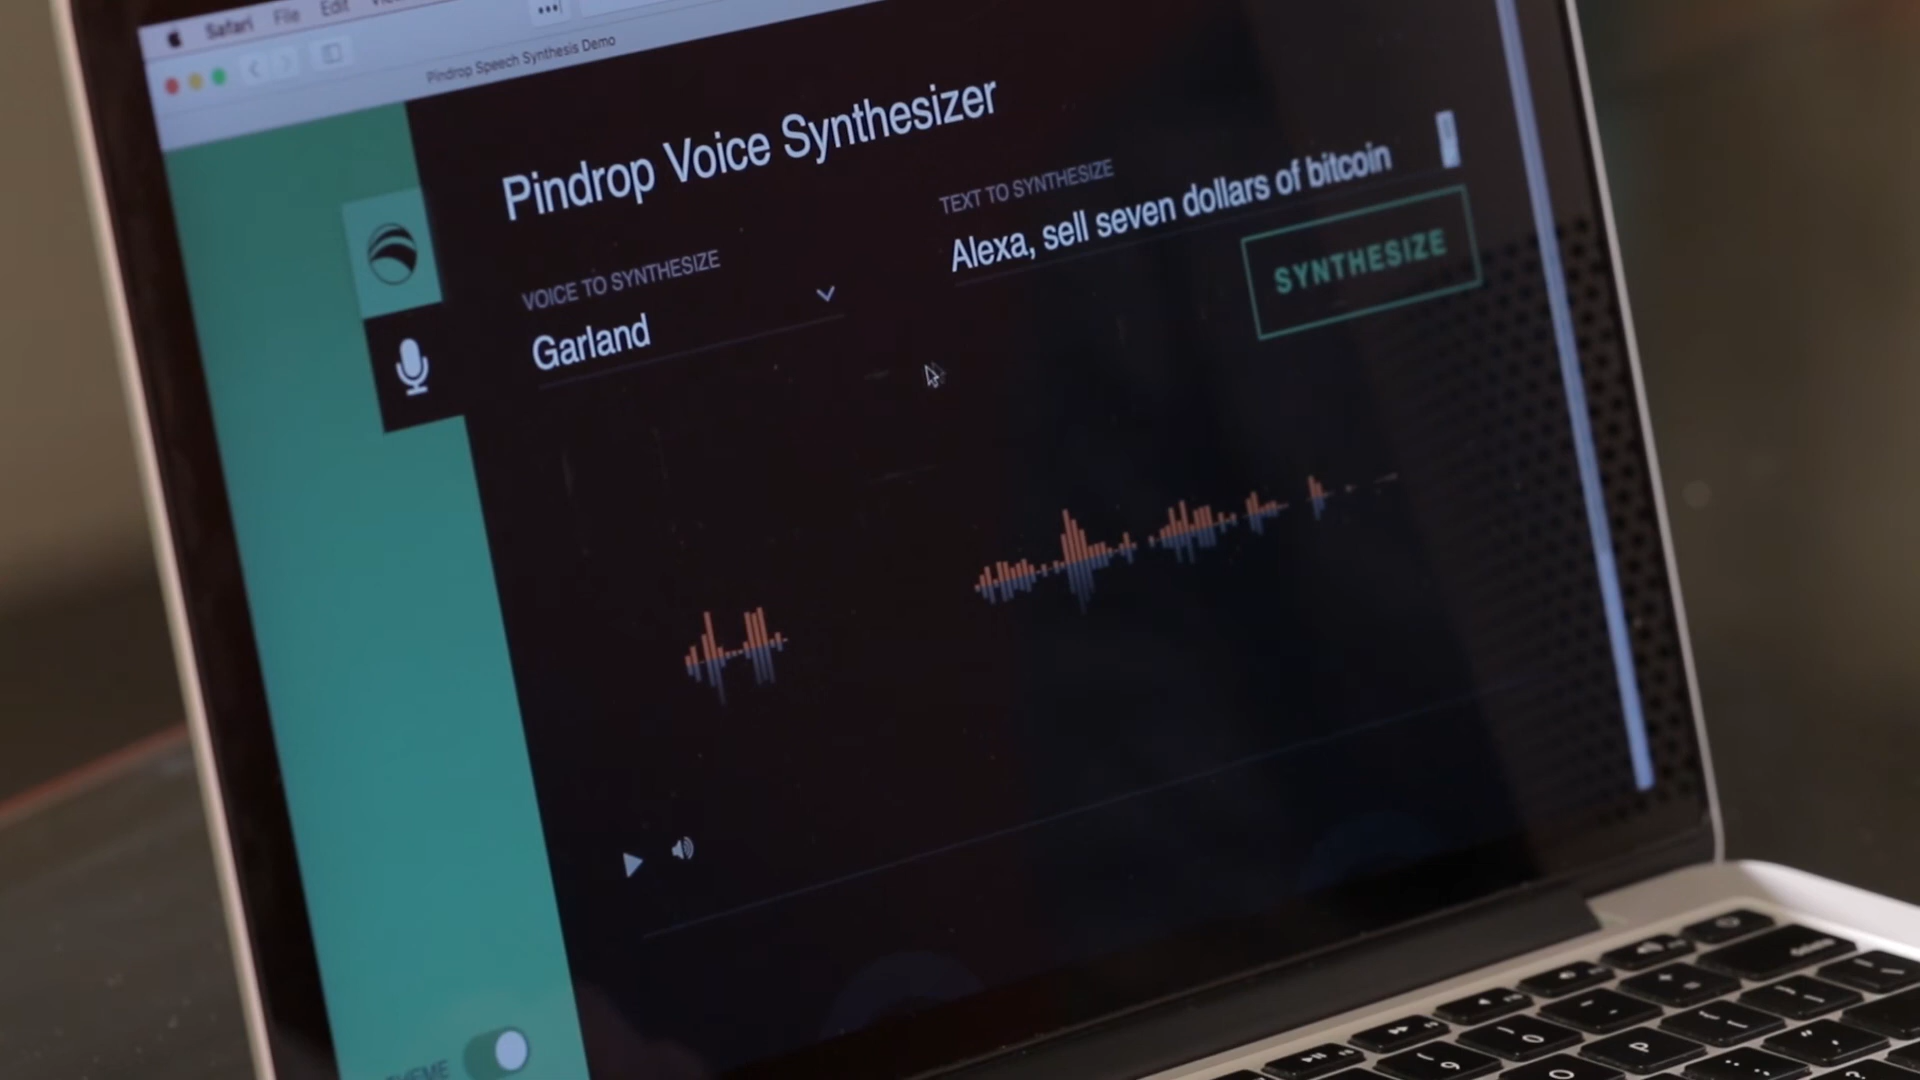 Safari File Edit
Pindrop Speech Synthesis Demo
Pindrop Voice Synthesizer
VOICE TO SYNTHESIZE
Garland
TEXT TO SYNTHESIZE
Alexa, sell seven dollars of bitcoin
SYNTHESIZE
delete
P